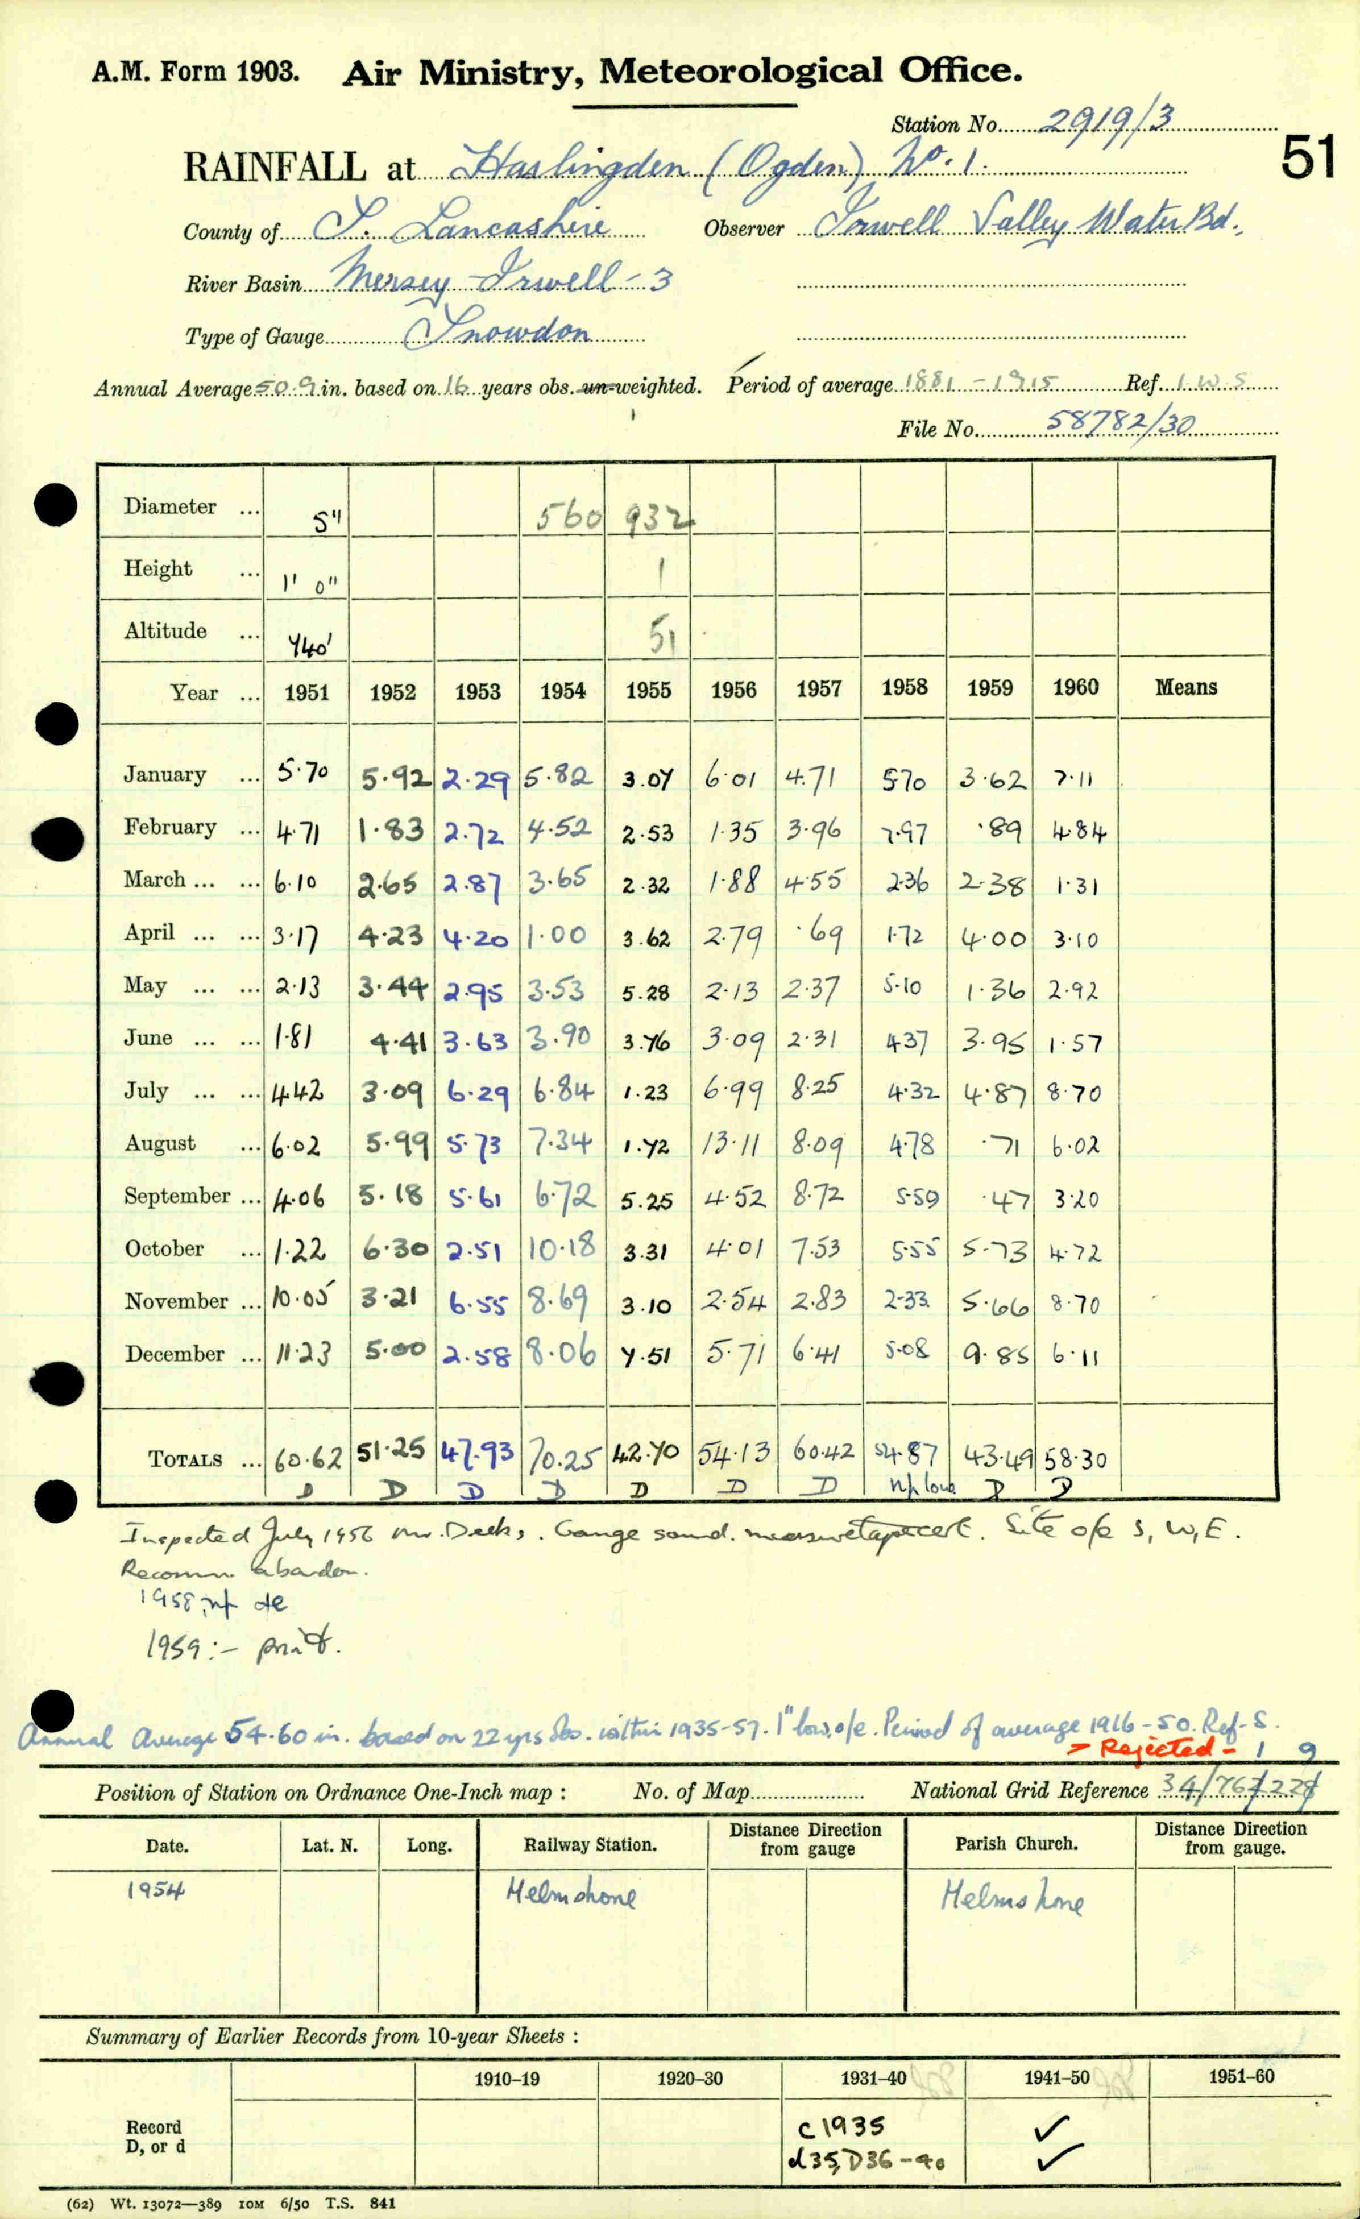 A.M. Form 1903. Air Ministry, Meteorological Office.
Station No. 2919/3
51
RAINFALL at Haslingden (Ogden) No. 1.
County of S. Lancashire Observer Irwell Valley Water Bd.
River Basin Mersey-Irwell-3
Type of Gauge Snowdon
Annual Average 50.9 in. based on 16 years obs. un-weighted. Period of average 1881-1915 Ref. I.W.S
File No. 58782/30
Diameter ... 5" 560 932
Height ... 1' 0" 1
Altitude ... 740' 51
Year ... 1951 1952 1953 1954 1955 1956 1957 1958 1959 1960 Means
January ... 5.70 5.92 2.29 5.82 3.07 6.01 4.71 5.70 3.62 7.11
February ... 4.71 1.83 2.72 4.52 2.53 1.35 3.96 7.97 .89 4.84
March ... ... 6.10 2.65 2.87 3.65 2.32 1.88 4.55 2.36 2.38 1.31
April ... ... 3.17 4.23 4.20 1.00 3.62 2.79 .69 1.72 4.00 3.10
May ... ... 2.13 3.44 2.95 3.53 5.28 2.13 2.37 5.10 1.36 2.92
June ... ... 1.81 4.41 3.63 3.90 3.76 3.09 2.31 4.37 3.95 1.57
July ... ... 4.42 3.09 6.29 6.84 1.23 6.99 8.25 4.32 4.87 8.70
August ... 6.02 5.99 5.73 7.34 1.72 13.11 8.09 4.78 .71 6.02
September ... 4.06 5.18 5.61 6.72 5.25 4.52 8.72 5.59 .47 3.20
October ... 1.22 6.30 2.51 10.18 3.31 4.01 7.53 5.55 5.73 4.72
November ... 10.05 3.21 6.55 8.69 3.10 2.54 2.83 2.33 5.66 8.70
December ... 11.23 5.00 2.58 8.06 7.51 5.71 6.41 5.08 9.85 6.11
TOTALS ... 60.62 51.25 47.93 70.25 42.70 54.13 60.42 54.87 43.49 58.30
D D D D D D D np low D D
Inspected July 1956 Mr. Deeks. Gauge sound. Site o/e S, W, E.
Recomm. abandon.
1958
1959:- print.
Annual Average 54.60 in. based on 22 yrs obs. within 1935-57. 1" low, o/e. Period of average 1916-50. Ref-S.
> Rejected - 1 9
Position of Station on Ordnance One-Inch map : No. of Map National Grid Reference 34/767228
Date. Lat. N. Long. Railway Station. Distance Direction from gauge Parish Church. Distance Direction from gauge.
1954 Helmshore Helmshore
Summary of Earlier Records from 10-year Sheets :
1910–19 1920–30 1931–40 1941–50 1951–60
Record c 1935 ✓
D, or d d35, D36-40 ✓
(62) Wt. 13072—389 10M 6/50 T.S. 841